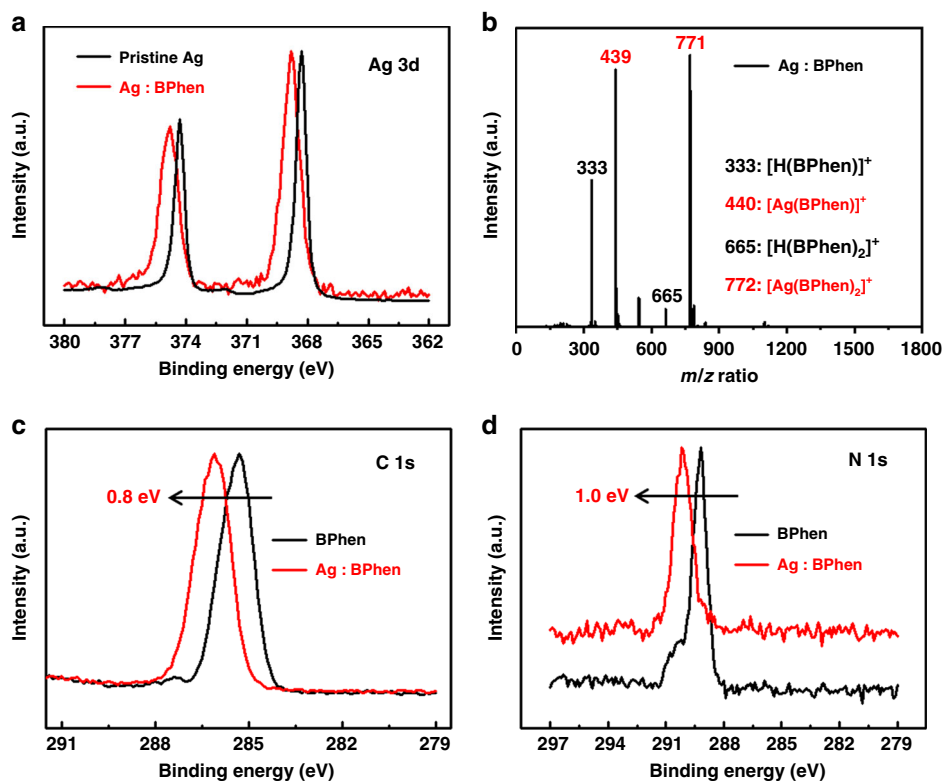 a
Pristine Ag
Ag : BPhen
Ag 3d
Intensity (a.u.)
380 377 374 371 368 365 362
Binding energy (eV)
b
439
771
333
665
Ag : BPhen
333: [H(BPhen)]⁺
440: [Ag(BPhen)]⁺
665: [H(BPhen)₂]⁺
772: [Ag(BPhen)₂]⁺
Intensity (a.u.)
0 300 600 900 1200 1500 1800
m/z ratio
c
C 1s
0.8 eV
BPhen
Ag : BPhen
Intensity (a.u.)
291 288 285 282 279
Binding energy (eV)
d
N 1s
1.0 eV
BPhen
Ag : BPhen
Intensity (a.u.)
297 294 291 289 288 285 282 279
Binding energy (eV)